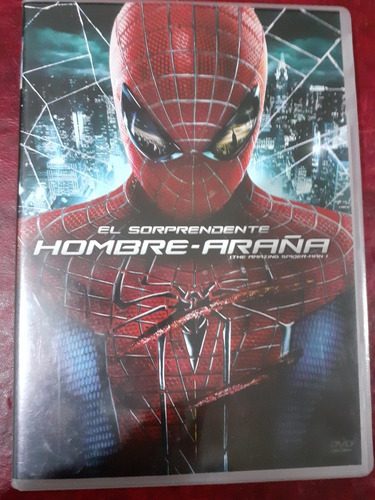 EL SORPRENDENTE
HOMBRE-ARAÑA
(THE AMAZING SPIDER-MAN)
DVD